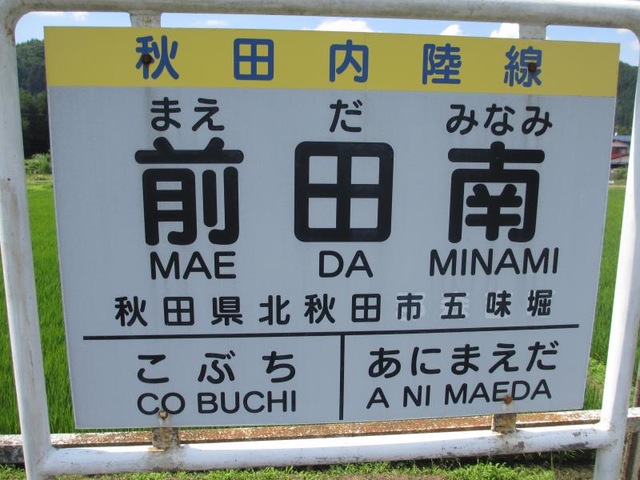 秋田内陸線
まえ だ みなみ
前田南
MAE DA MINAMI
秋田県北秋田市五味堀
こぶち
CO BUCHI
あにまえだ
A NI MAEDA